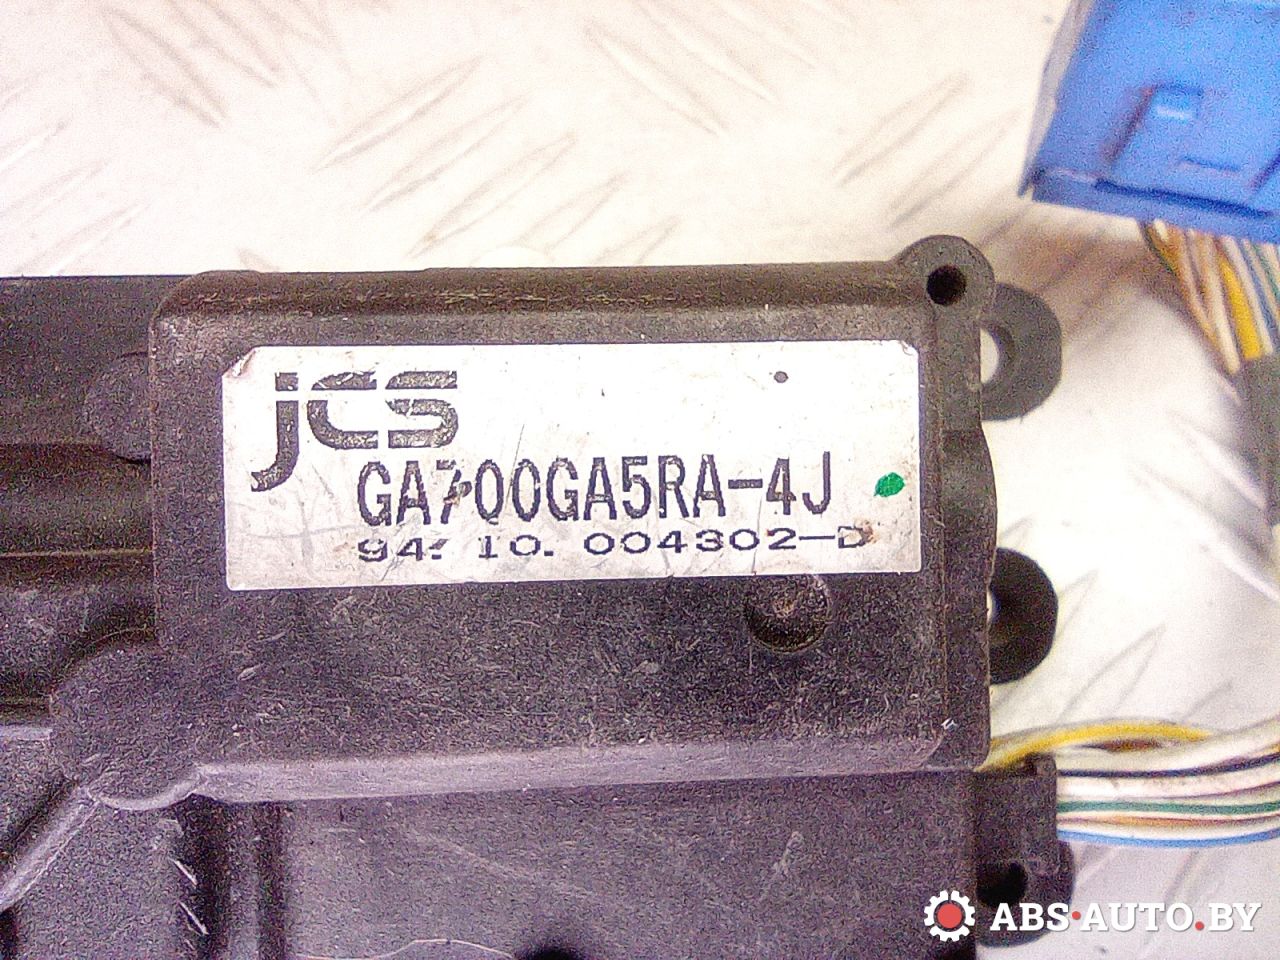 jCS
GA700GA5RA-4J
94. 10. 004302-D
ABS·AUTO.BY